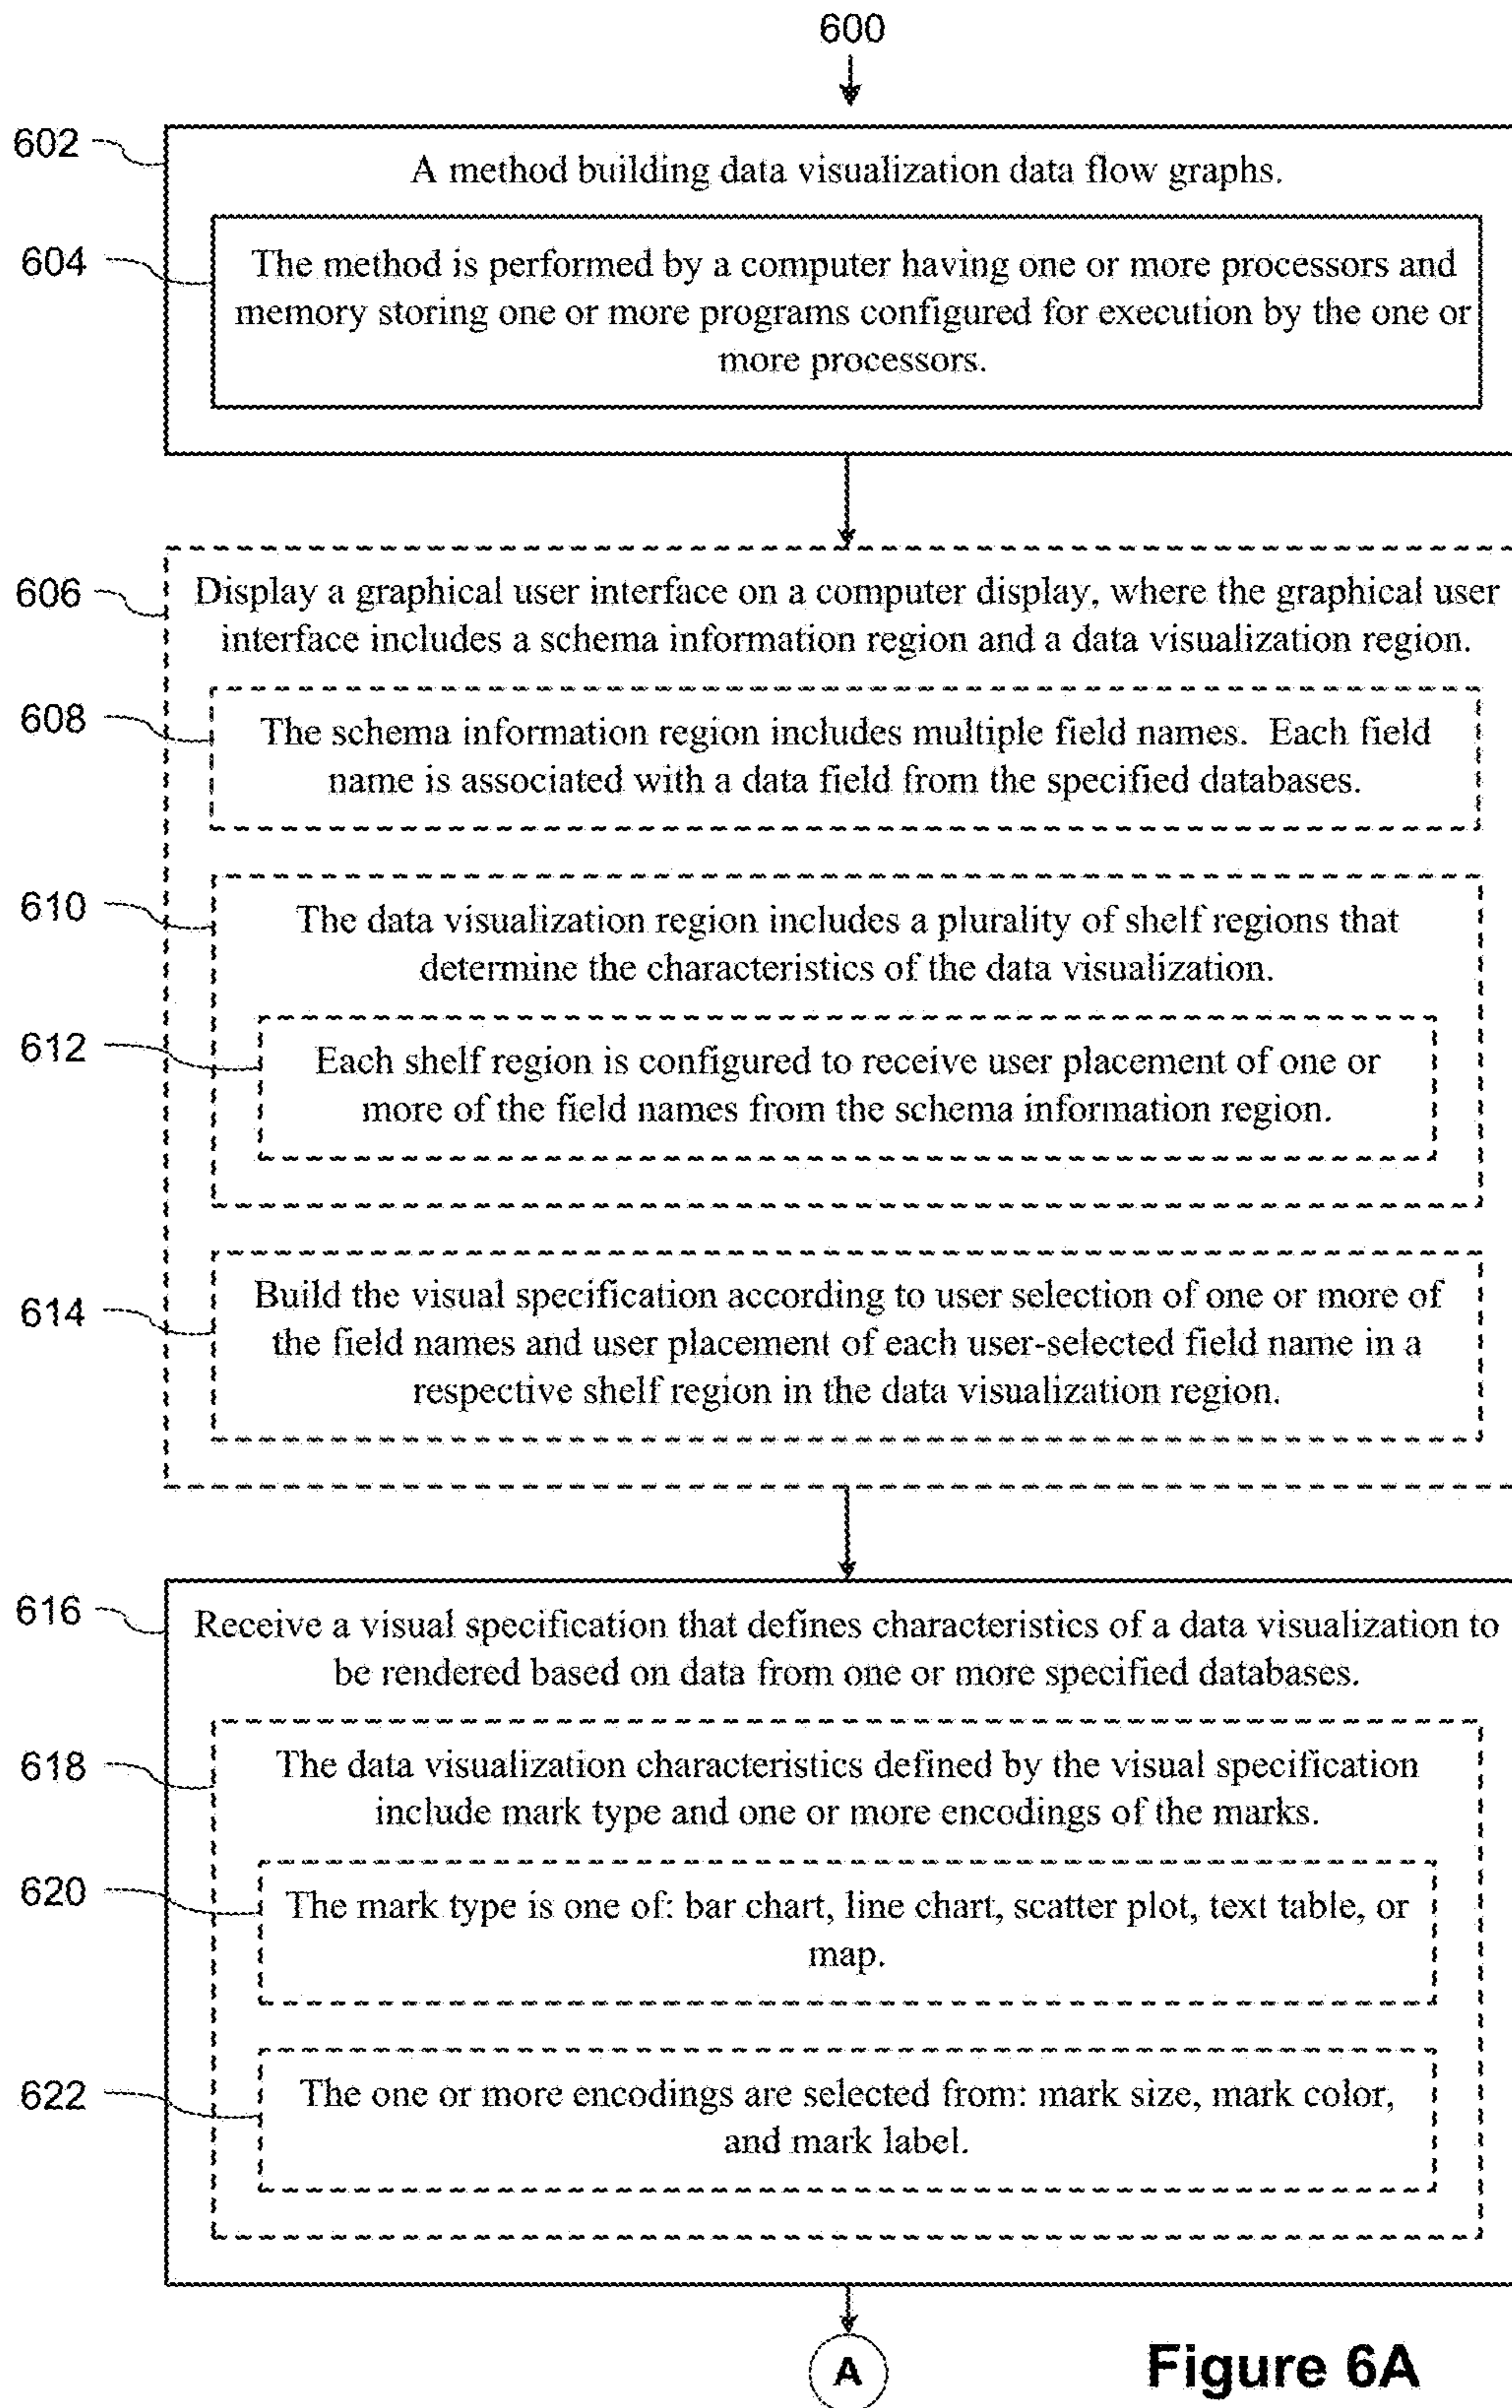 600
602
A method building data visualization data flow graphs.
604
The method is performed by a computer having one or more processors and
memory storing one or more programs configured for execution by the one or
more processors.
606
Display a graphical user interface on a computer display, where the graphical user
interface includes a schema information region and a data visualization region.
608
The schema information region includes multiple field names.  Each field
name is associated with a data field from the specified databases.
610
The data visualization region includes a plurality of shelf regions that
determine the characteristics of the data visualization.
612
Each shelf region is configured to receive user placement of one or
more of the field names from the schema information region.
614
Build the visual specification according to user selection of one or more of
the field names and user placement of each user-selected field name in a
respective shelf region in the data visualization region.
616
Receive a visual specification that defines characteristics of a data visualization to
be rendered based on data from one or more specified databases.
618
The data visualization characteristics defined by the visual specification
include mark type and one or more encodings of the marks.
620
The mark type is one of: bar chart, line chart, scatter plot, text table, or
map.
622
The one or more encodings are selected from: mark size, mark color,
and mark label.
A
Figure 6A